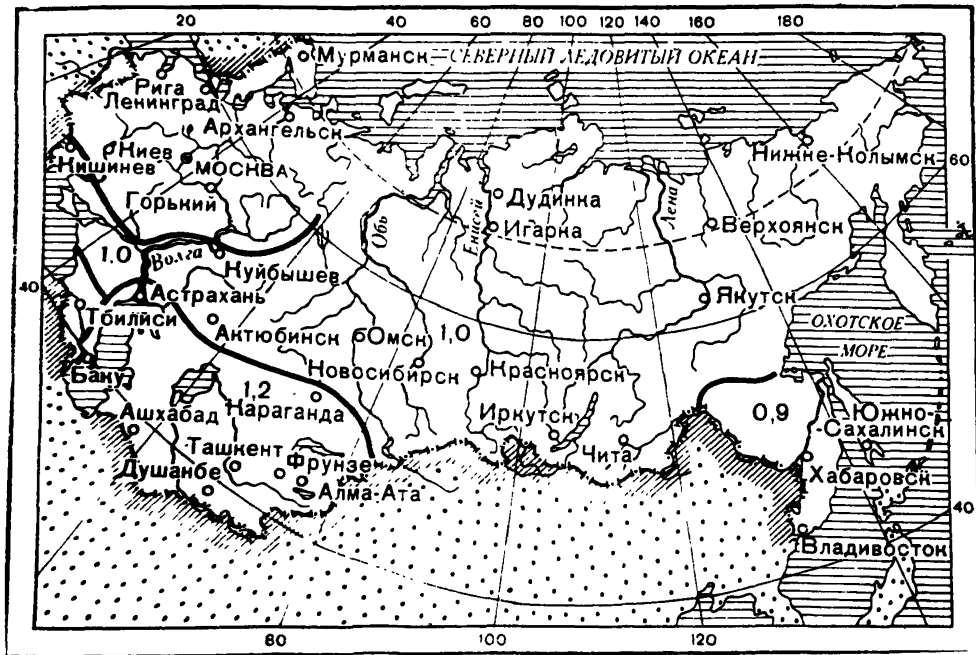 20 40 60 80 100 120 140 160 180
Мурманск
СЕВЕРНЫЙ ЛЕДОВИТЫЙ ОКЕАН
Рига
Ленинград
Архангельск
Киев
Кишинев
МОСКВА
Нижне-Колымск
60
Горький
Обь
Енисей
Дудинка
Лена
Игарка
Верхоянск
1,0
Волга
Куйбышев
40
Астрахань
Якутск
Тбилиси
Актюбинск
Омск
1,0
ОХОТСКОЕ
МОРЕ
Баку
Новосибирск
Красноярск
1,2
Караганда
Ашхабад
Иркутск
0,9
Южно-
-Сахалинск
Ташкент
Чита
Фрунзе
Душанбе
Хабаровск
Алма-Ата
40
Владивосток
80 100 120